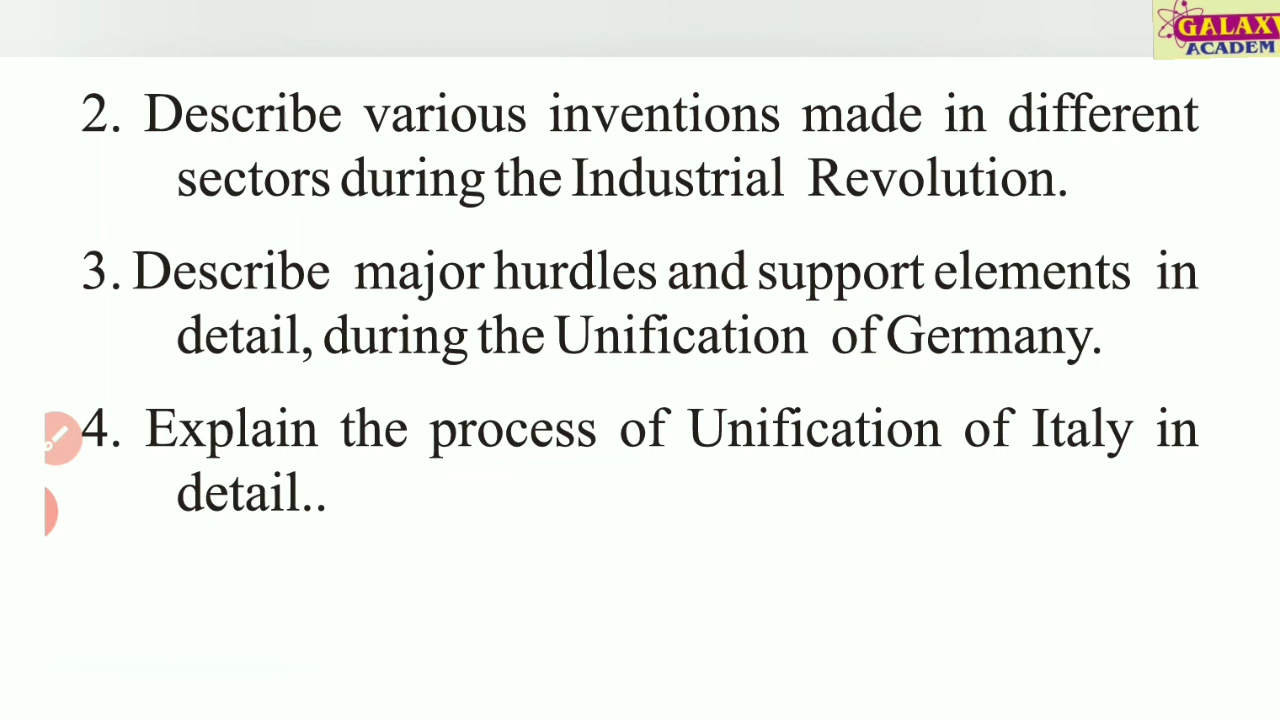 GALAXY
ACADEM
2. Describe various inventions made in different
sectors during the Industrial Revolution.
3. Describe major hurdles and support elements in
detail, during the Unification of Germany.
4. Explain the process of Unification of Italy in
detail..